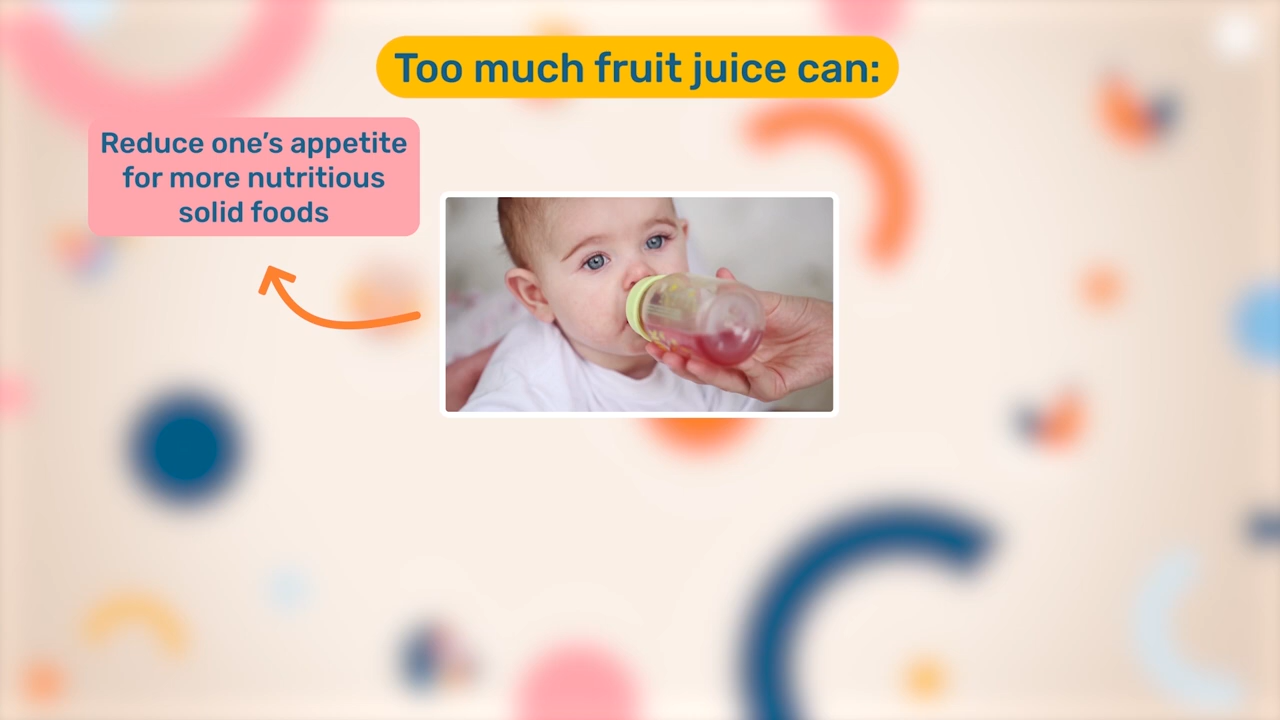 Too much fruit juice can:
Reduce one’s appetite
for more nutritious
solid foods